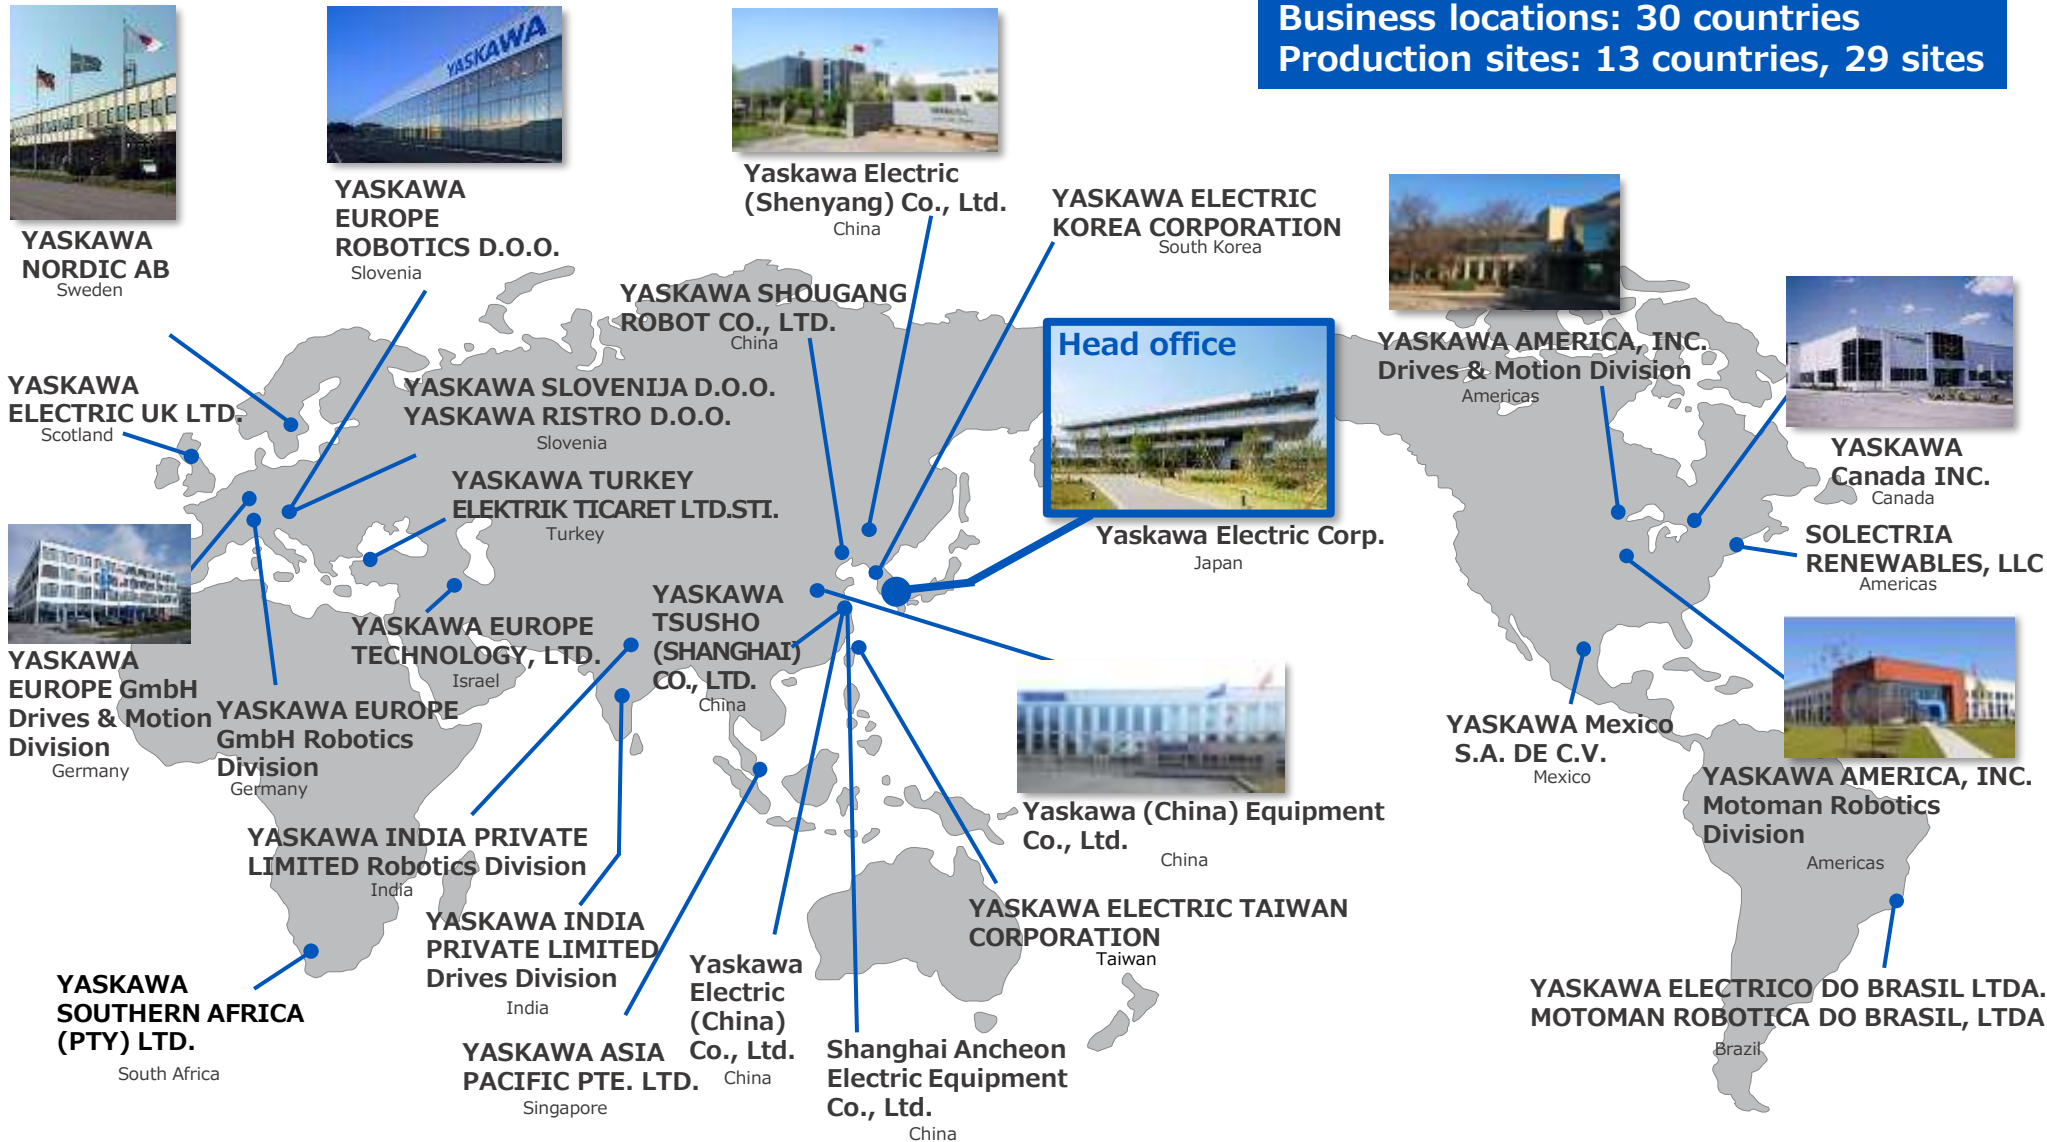 Business locations: 30 countries
Production sites: 13 countries, 29 sites
YASKAWA
YASKAWA
NORDIC AB
Sweden
YASKAWA
EUROPE
ROBOTICS D.O.O.
Slovenia
Yaskawa Electric
(Shenyang) Co., Ltd.
China
YASKAWA ELECTRIC
KOREA CORPORATION
South Korea
YASKAWA SHOUGANG
ROBOT CO., LTD.
China
Head office
Yaskawa Electric Corp.
Japan
YASKAWA AMERICA, INC.
Drives & Motion Division
Americas
YASKAWA
Canada INC.
Canada
YASKAWA
ELECTRIC UK LTD.
Scotland
YASKAWA SLOVENIJA D.O.O.
YASKAWA RISTRO D.O.O.
Slovenia
YASKAWA TURKEY
ELEKTRIK TICARET LTD.STI.
Turkey
SOLECTRIA
RENEWABLES, LLC
Americas
YASKAWA EUROPE
TECHNOLOGY, LTD.
Israel
YASKAWA
TSUSHO
(SHANGHAI)
CO., LTD.
China
YASKAWA
EUROPE GmbH
Drives & Motion
Division
Germany
YASKAWA EUROPE
GmbH Robotics
Division
Germany
YASKAWA Mexico
S.A. DE C.V.
Mexico
YASKAWA AMERICA, INC.
Motoman Robotics
Division
Americas
Yaskawa (China) Equipment
Co., Ltd.
China
YASKAWA INDIA PRIVATE
LIMITED Robotics Division
India
YASKAWA INDIA
PRIVATE LIMITED
Drives Division
India
YASKAWA ELECTRIC TAIWAN
CORPORATION
Taiwan
YASKAWA
SOUTHERN AFRICA
(PTY) LTD.
South Africa
YASKAWA ASIA
PACIFIC PTE. LTD.
Singapore
Yaskawa
Electric
(China)
Co., Ltd.
China
Shanghai Ancheon
Electric Equipment
Co., Ltd.
China
YASKAWA ELECTRICO DO BRASIL LTDA.
MOTOMAN ROBOTICA DO BRASIL, LTDA
Brazil